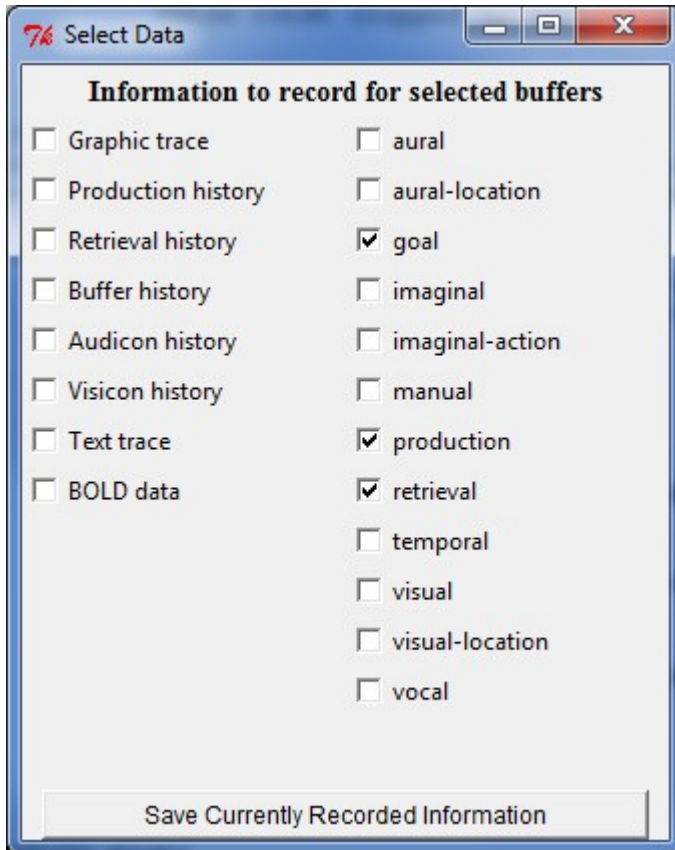 Select Data
Information to record for selected buffers
Graphic trace
Production history
Retrieval history
Buffer history
Audicon history
Visicon history
Text trace
BOLD data
aural
aural-location
goal
imaginal
imaginal-action
manual
production
retrieval
temporal
visual
visual-location
vocal
Save Currently Recorded Information